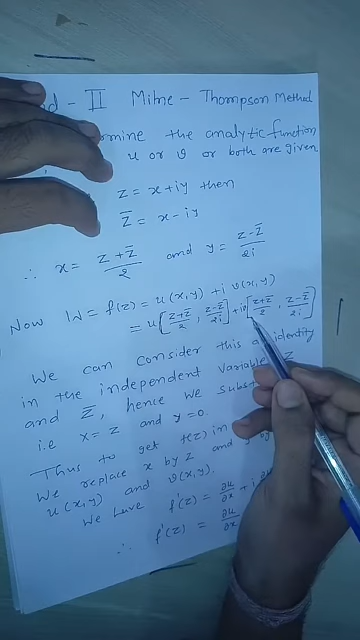 II Milne - Thompson Method
the analytic function
u or v or both are given
z = x+iy then
z̄ = x-iy
∴ x = (z+z̄)/2 and y = (z-z̄)/2i
Now W = f(z) = u(x,y) + i v(x,y)
= u[(z+z̄)/2, (z-z̄)/2i] + iv[(z+z̄)/2, (z-z̄)/2i]
We can consider this a identity
in the independent variable z
and z̄, hence we
i.e x=z and y=0.
Thus to get f(z) in
We replace x by z and y
u(x,y) and v(x,y).
We have f'(z) = ∂u/∂x + i
∴ f'(z) = ∂u/∂x